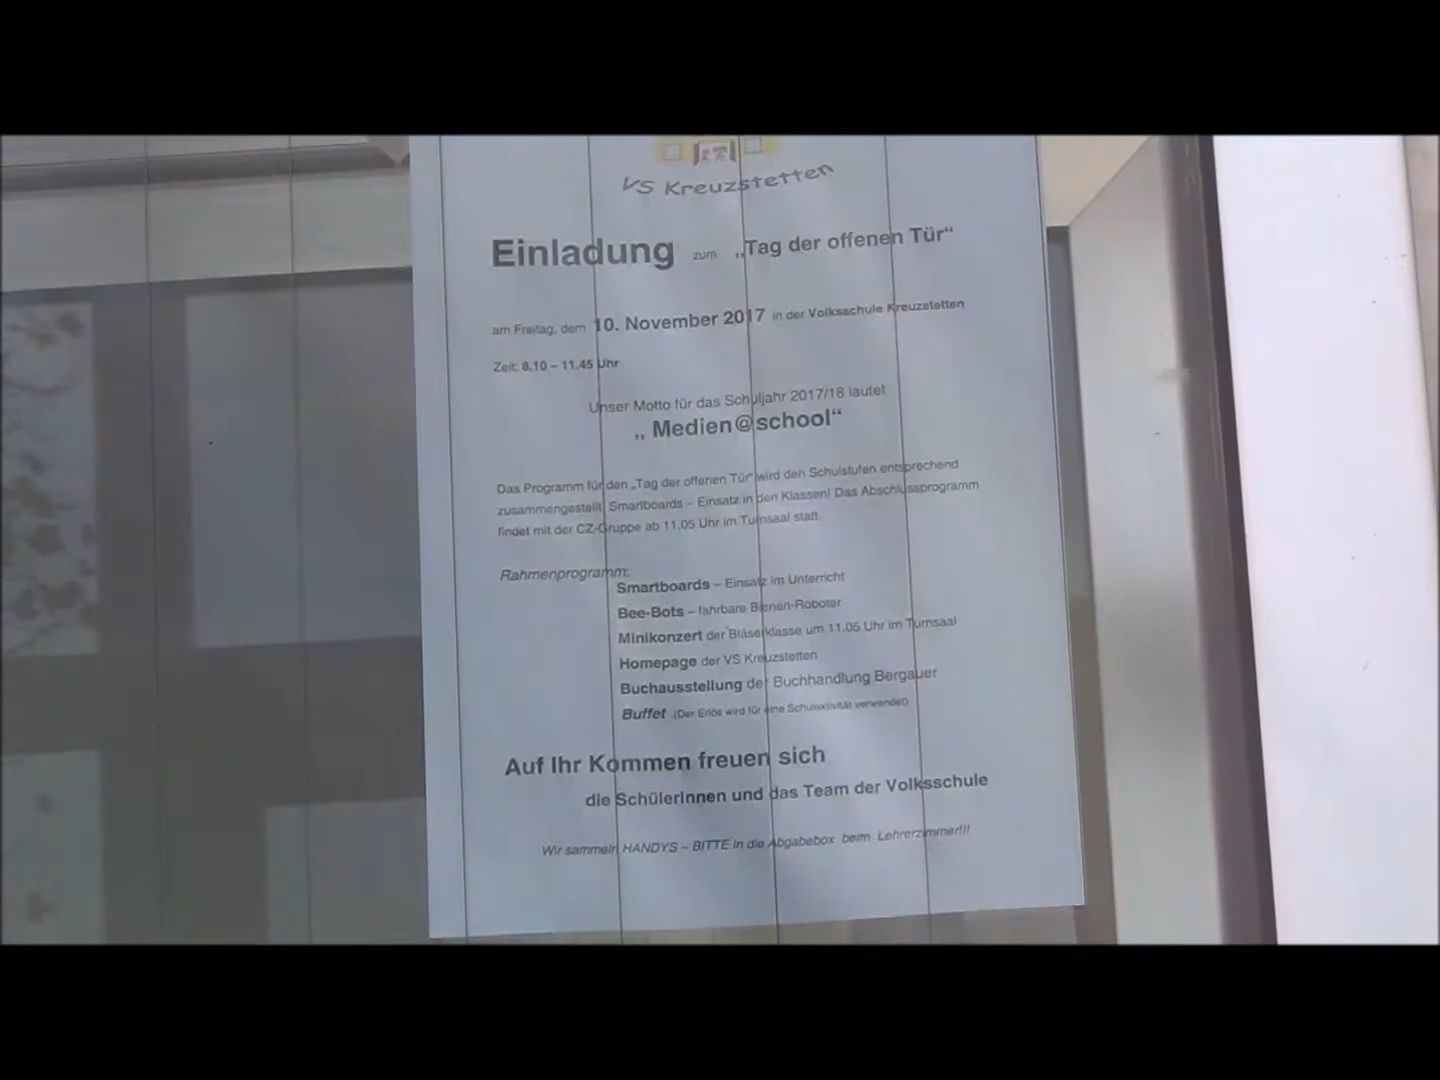 VS Kreuzstetten
Einladung zum „Tag der offenen Tür“
am Freitag, dem 10. November 2017 in der Volksschule Kreuzstetten
Zeit: 8.10 – 11.45 Uhr
Unser Motto für das Schuljahr 2017/18 lautet
„ Medien@school“
Das Programm für den „Tag der offenen Tür“ wird den Schulstufen entsprechend
zusammengestellt. Smartboards – Einsatz in den Klassen! Das Abschlussprogramm
findet mit der CZ-Gruppe ab 11.05 Uhr im Turnsaal statt.
Rahmenprogramm:
Smartboards – Einsatz im Unterricht
Bee-Bots – fahrbare Bienen-Roboter
Minikonzert der Bläserklasse um 11.05 Uhr im Turnsaal
Homepage der VS Kreuzstetten
Buchausstellung der Buchhandlung Bergauer
Buffet (Der Erlös wird für eine Schulaktivität verwendet)
Auf Ihr Kommen freuen sich
die SchülerInnen und das Team der Volksschule
Wir sammeln HANDYS – BITTE in die Abgabebox beim Lehrerzimmer!!!